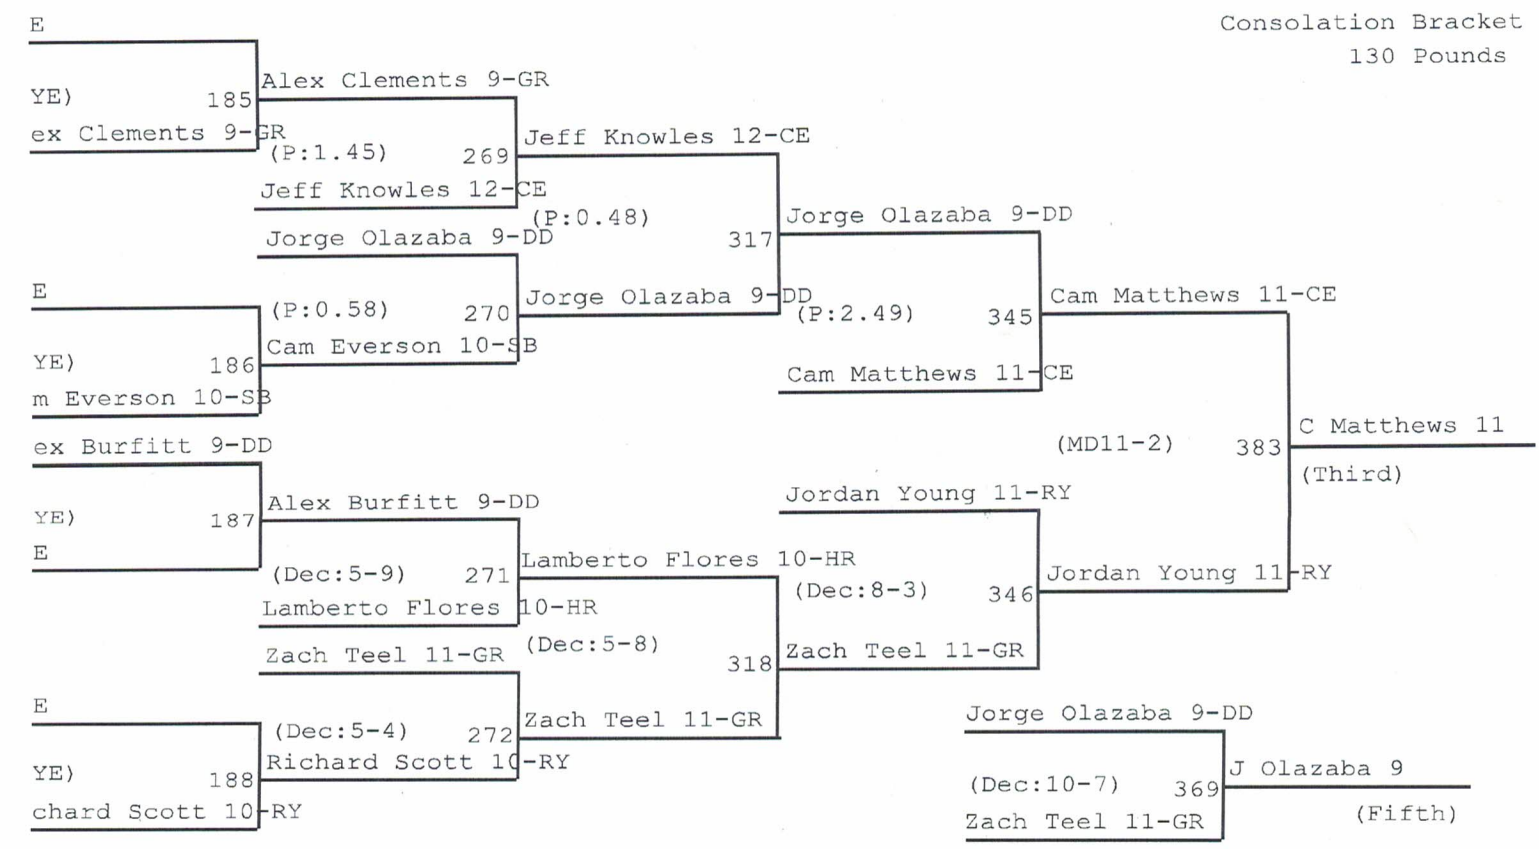 Consolation Bracket
130 Pounds
E
YE)
185
ex Clements 9-GR
Alex Clements 9-GR
(P:1.45)
269
Jeff Knowles 12-CE
Jeff Knowles 12-CE
(P:0.48)
317
Jorge Olazaba 9-DD
E
(P:0.58)
270
Jorge Olazaba 9-DD
YE)
186
Cam Everson 10-SB
m Everson 10-SB
Jorge Olazaba 9-DD
(P:2.49)
345
Cam Matthews 11-CE
Cam Matthews 11-CE
(MD11-2)
383
C Matthews 11
(Third)
ex Burfitt 9-DD
YE)
187
E
Alex Burfitt 9-DD
(Dec:5-9)
271
Lamberto Flores 10-HR
Lamberto Flores 10-HR
(Dec:5-8)
318
Zach Teel 11-GR
E
(Dec:5-4)
272
Zach Teel 11-GR
YE)
188
Richard Scott 10-RY
chard Scott 10-RY
Jordan Young 11-RY
(Dec:8-3)
346
Jordan Young 11-RY
Zach Teel 11-GR
Jorge Olazaba 9-DD
(Dec:10-7)
369
J Olazaba 9
Zach Teel 11-GR
(Fifth)